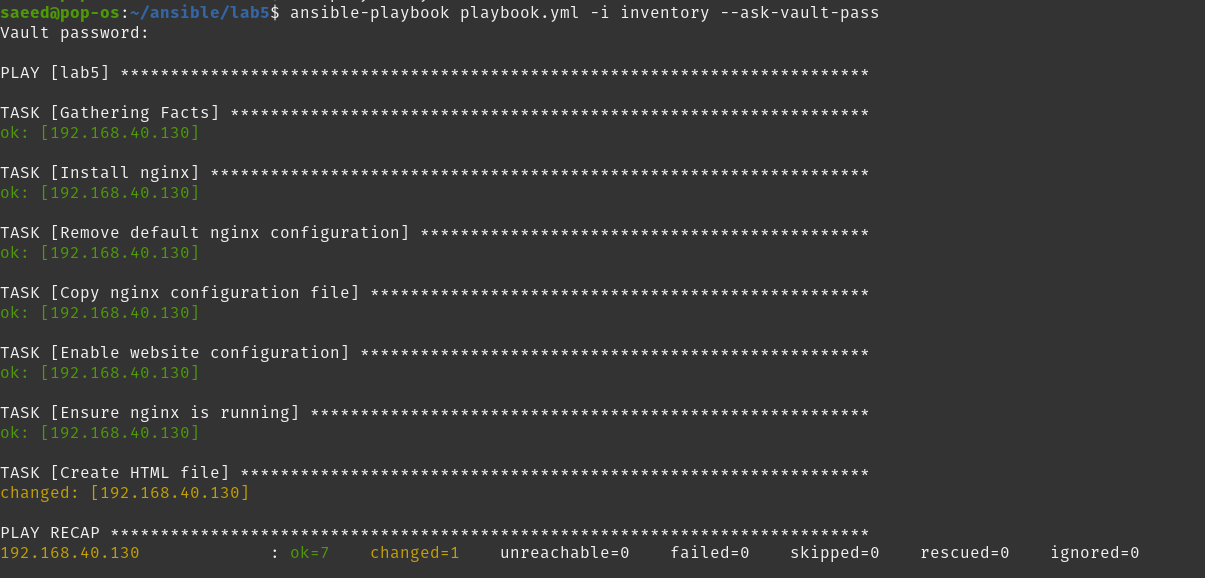 saeed@pop-os:~/ansible/lab5$ ansible-playbook playbook.yml -i inventory --ask-vault-pass
Vault password:
PLAY [lab5] ***************************************************************************
TASK [Gathering Facts] ****************************************************************
ok: [192.168.40.130]
TASK [Install nginx] ******************************************************************
ok: [192.168.40.130]
TASK [Remove default nginx configuration] *********************************************
ok: [192.168.40.130]
TASK [Copy nginx configuration file] **************************************************
ok: [192.168.40.130]
TASK [Enable website configuration] ***************************************************
ok: [192.168.40.130]
TASK [Ensure nginx is running] ********************************************************
ok: [192.168.40.130]
TASK [Create HTML file] ***************************************************************
changed: [192.168.40.130]
PLAY RECAP ****************************************************************************
192.168.40.130             : ok=7    changed=1    unreachable=0    failed=0    skipped=0    rescued=0    ignored=0